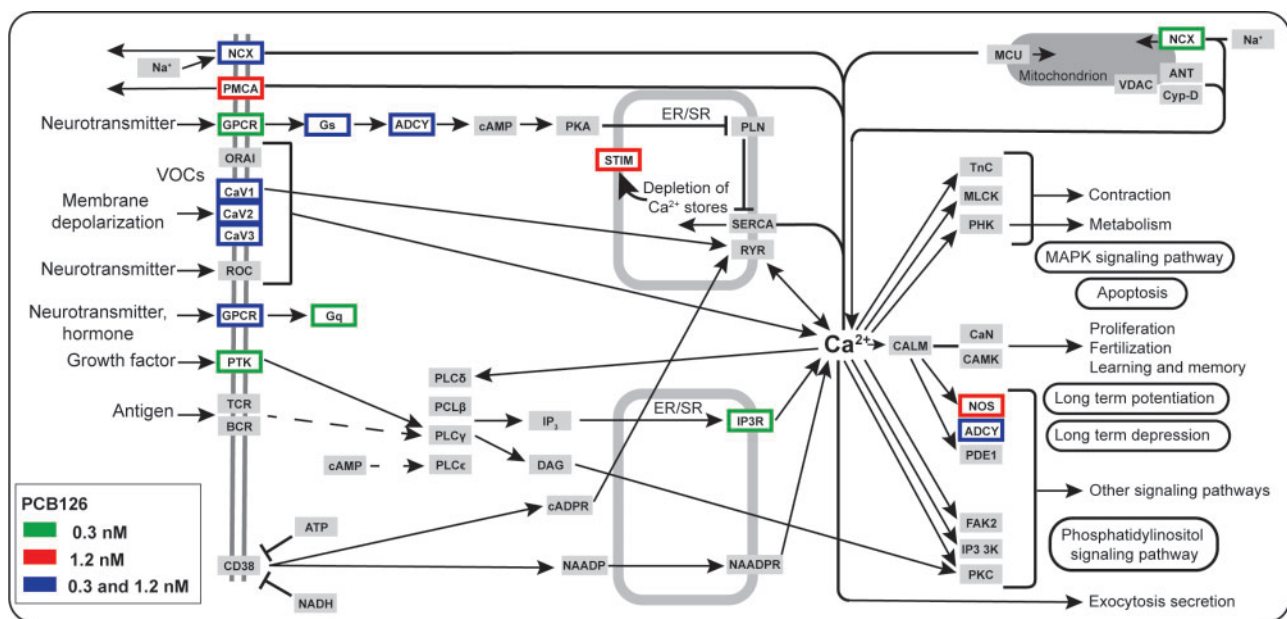 NCX
Na⁺
PMCA
Neurotransmitter
GPCR
Gs
ADCY
cAMP
PKA
ER/SR
PLN
STIM
Depletion of
Ca²⁺ stores
SERCA
RYR
ORAI
VOCs
CaV1
Membrane
depolarization
CaV2
CaV3
Neurotransmitter
ROC
Neurotransmitter,
hormone
GPCR
Gq
Growth factor
PTK
Antigen
TCR
BCR
PLCδ
PCLβ
PLCγ
PLCε
cAMP
IP₃
DAG
ER/SR
IP3R
cADPR
ATP
CD38
NADH
NAADP
NAADPR
MCU
Mitochondrion
NCX
Na⁺
VDAC
ANT
Cyp-D
Ca²⁺
TnC
MLCK
PHK
Contraction
Metabolism
MAPK signaling pathway
Apoptosis
CALM
CaN
CAMK
Proliferation
Fertilization
Learning and memory
NOS
ADCY
PDE1
Long term potentiation
Long term depression
Other signaling pathways
FAK2
IP3 3K
PKC
Phosphatidylinositol
signaling pathway
Exocytosis secretion
PCB126
0.3 nM
1.2 nM
0.3 and 1.2 nM